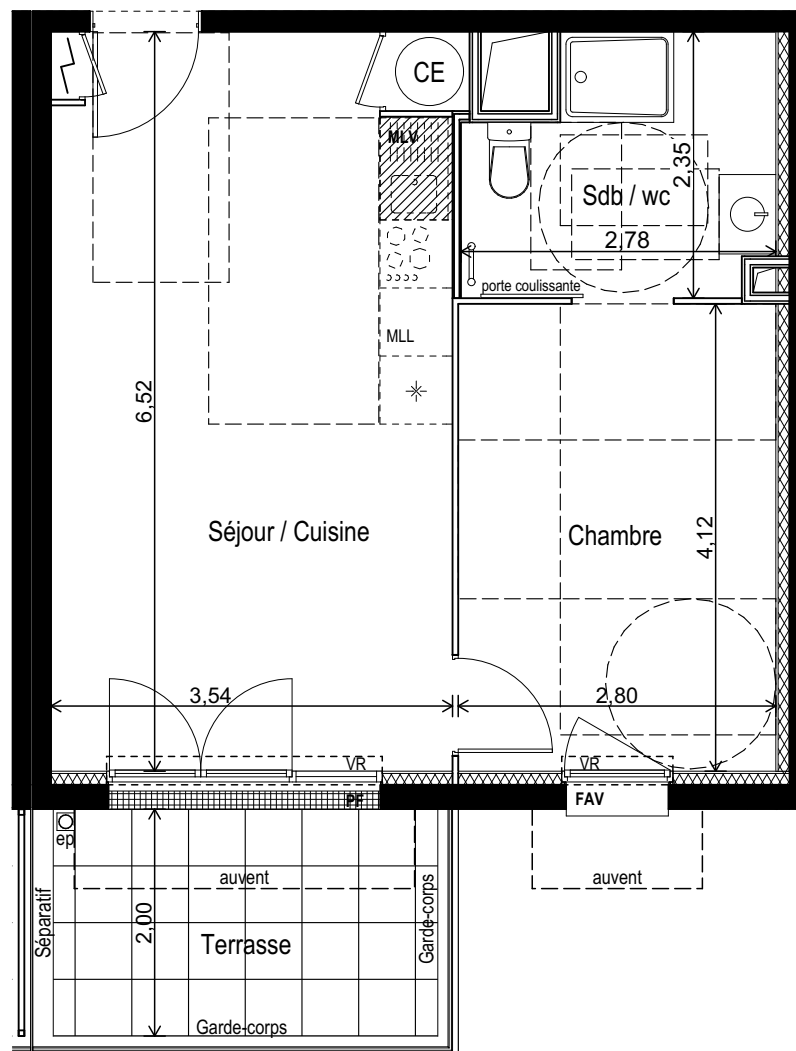 CE
MLV
2,35
Sdb / wc
2,78
porte coulissante
MLL
6,52
Séjour / Cuisine
Chambre
4,12
3,54
2,80
VR
VR
PF
FAV
ep
auvent
auvent
Séparatif
2,00
Terrasse
Garde-corps
Garde-corps